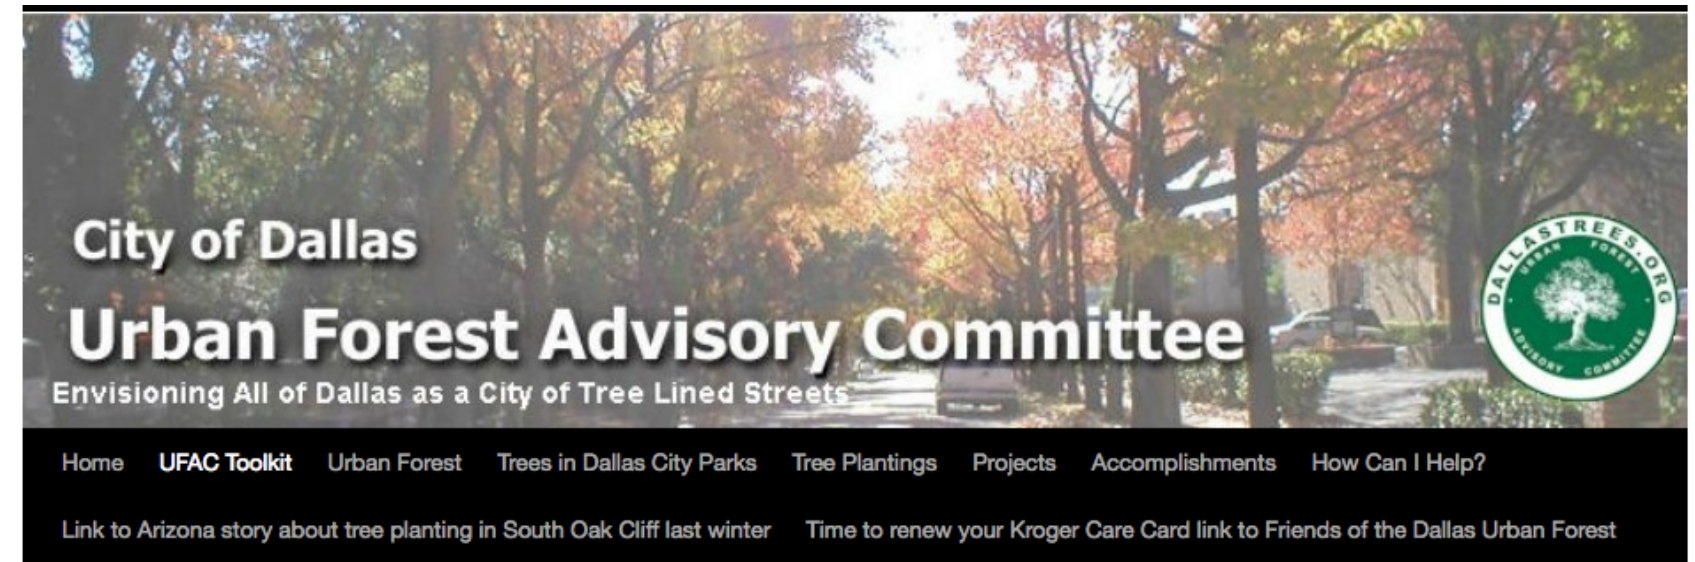 City of Dallas
Urban Forest Advisory Committee
Envisioning All of Dallas as a City of Tree Lined Streets
DALLASTREES.ORG
URBAN FOREST
ADVISORY COMMITTEE
Home UFAC Toolkit Urban Forest Trees in Dallas City Parks Tree Plantings Projects Accomplishments How Can I Help?
Link to Arizona story about tree planting in South Oak Cliff last winter Time to renew your Kroger Care Card link to Friends of the Dallas Urban Forest